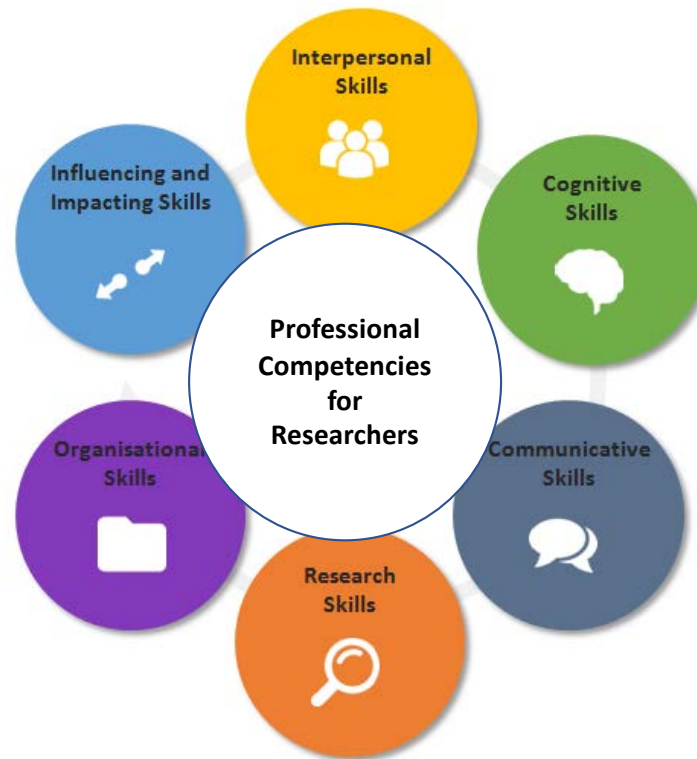 Interpersonal
Skills
Cognitive
Skills
Communicative
Skills
Research
Skills
Organisational
Skills
Influencing and
Impacting Skills
Professional
Competencies
for
Researchers